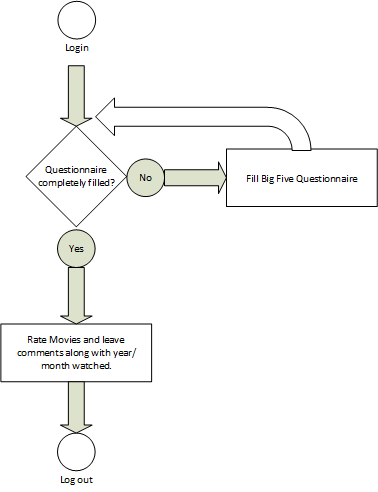 Login
Questionnaire
completely filled?
No
Fill Big Five Questionnaire
Yes
Rate Movies and leave
comments along with year/
month watched.
Log out